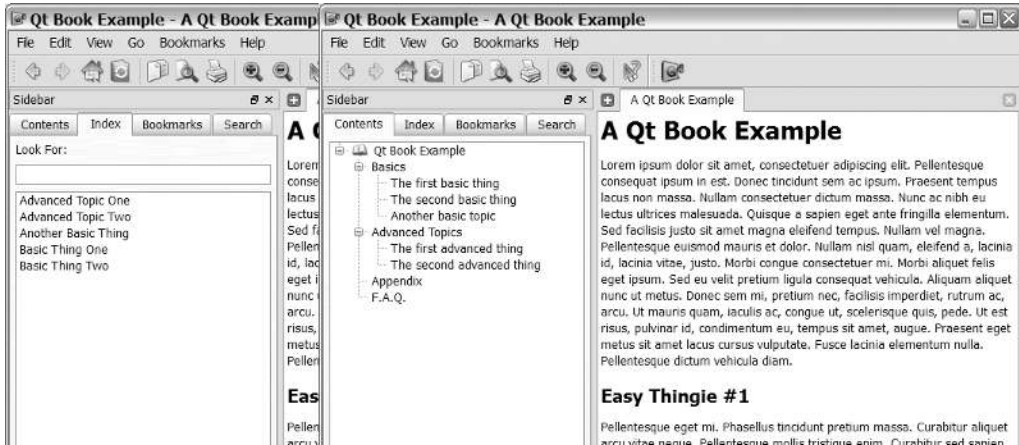 Qt Book Example - A Qt Book Examp
File Edit View Go Bookmarks Help
Sidebar
Contents Index Bookmarks Search
Look For:
Advanced Topic One
Advanced Topic Two
Another Basic Thing
Basic Thing One
Basic Thing Two
A
Lorem
conse
lacus
lectus
Sed fa
Pellen
id, lac
eget i
nunc
arcu.
risus,
metus
Pellen
Eas
Pellen
arcu v
Qt Book Example - A Qt Book Example
File Edit View Go Bookmarks Help
Sidebar
Contents Index Bookmarks Search
Qt Book Example
Basics
The first basic thing
The second basic thing
Another basic topic
Advanced Topics
The first advanced thing
The second advanced thing
Appendix
F.A.Q.
A Qt Book Example
A Qt Book Example
Lorem ipsum dolor sit amet, consectetuer adipiscing elit. Pellentesque
consequat ipsum in est. Donec tincidunt sem ac ipsum. Praesent tempus
lacus non massa. Nullam consectetuer dictum massa. Nunc ac nibh eu
lectus ultrices malesuada. Quisque a sapien eget ante fringilla elementum.
Sed facilisis justo sit amet magna eleifend tempus. Nullam vel magna.
Pellentesque euismod mauris et dolor. Nullam nisl quam, eleifend a, lacinia
id, lacinia vitae, justo. Morbi congue consectetuer mi. Morbi aliquet felis
eget ipsum. Sed eu velit pretium ligula consequat vehicula. Aliquam aliquet
nunc ut metus. Donec sem mi, pretium nec, facilisis imperdiet, rutrum ac,
arcu. Ut mauris quam, iaculis ac, congue ut, scelerisque quis, pede. Ut est
risus, pulvinar id, condimentum eu, tempus sit amet, augue. Praesent eget
metus sit amet lacus cursus vulputate. Fusce lacinia elementum nulla.
Pellentesque dictum vehicula diam.
Easy Thingie #1
Pellentesque eget mi. Phasellus tincidunt pretium massa. Curabitur aliquet
arcu vitae neque. Pellentesque mollis tristique enim. Curabitur sed sapien